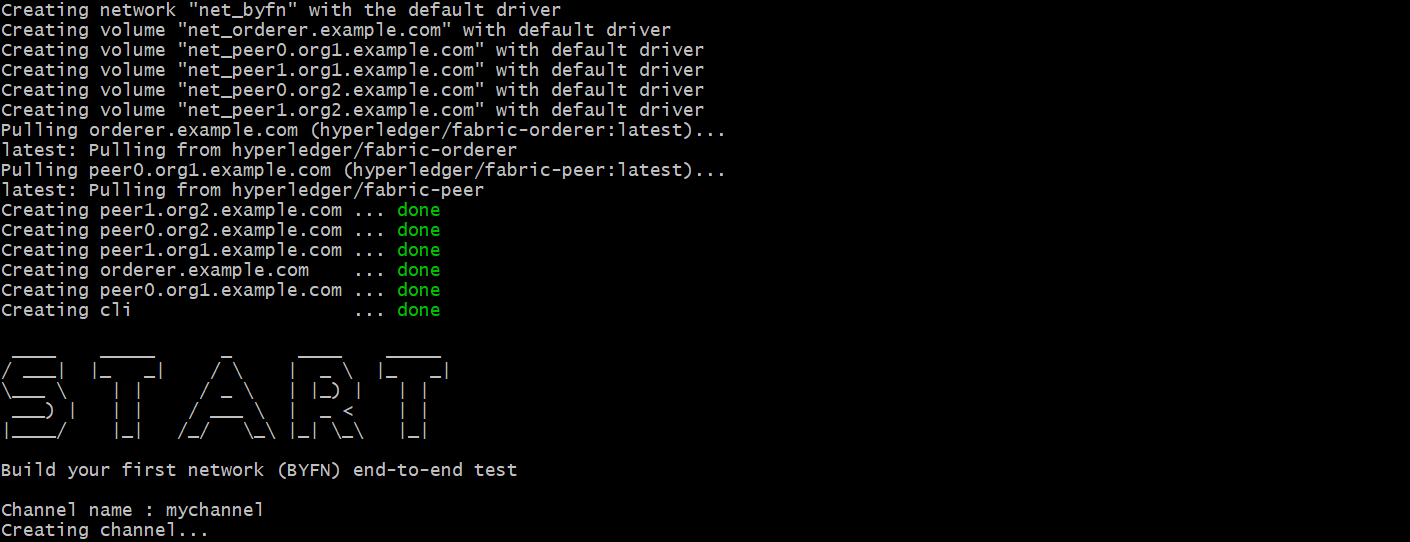 Creating network "net_byfn" with the default driver
Creating volume "net_orderer.example.com" with default driver
Creating volume "net_peer0.org1.example.com" with default driver
Creating volume "net_peer1.org1.example.com" with default driver
Creating volume "net_peer0.org2.example.com" with default driver
Creating volume "net_peer1.org2.example.com" with default driver
Pulling orderer.example.com (hyperledger/fabric-orderer:latest)...
latest: Pulling from hyperledger/fabric-orderer
Pulling peer0.org1.example.com (hyperledger/fabric-peer:latest)...
latest: Pulling from hyperledger/fabric-peer
Creating peer1.org2.example.com ... done
Creating peer0.org2.example.com ... done
Creating peer1.org1.example.com ... done
Creating orderer.example.com    ... done
Creating peer0.org1.example.com ... done
Creating cli                    ... done
START
Build your first network (BYFN) end-to-end test
Channel name : mychannel
Creating channel...